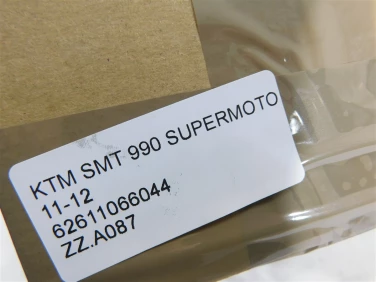 KTM SMT 990 SUPERMOTO
11-12
62611066044
ZZ.A087